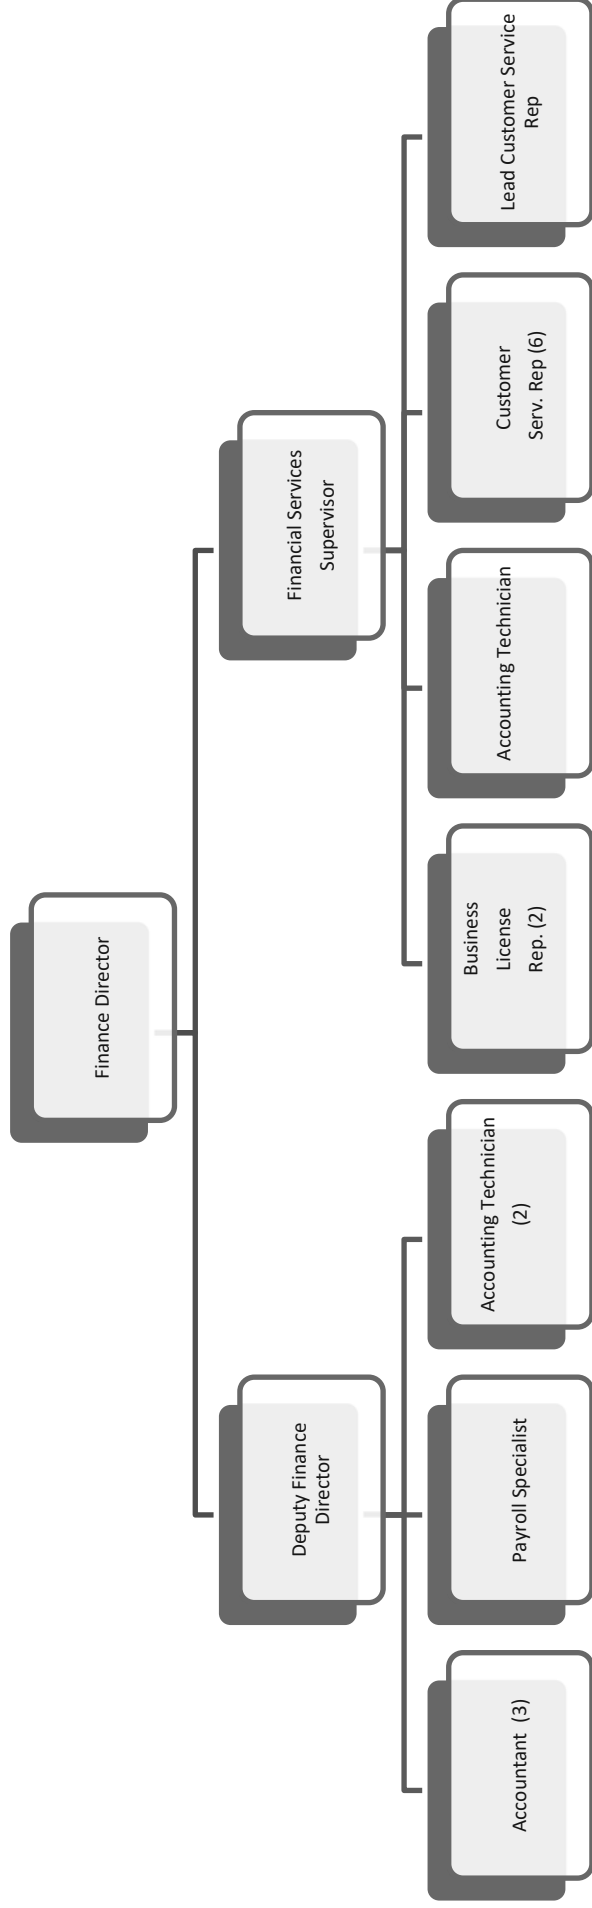 Finance Director
Deputy Finance
Director
Financial Services
Supervisor
Accountant (3)
Payroll Specialist
Accounting Technician
(2)
Business
License
Rep. (2)
Accounting Technician
Customer
Serv. Rep (6)
Lead Customer Service
Rep